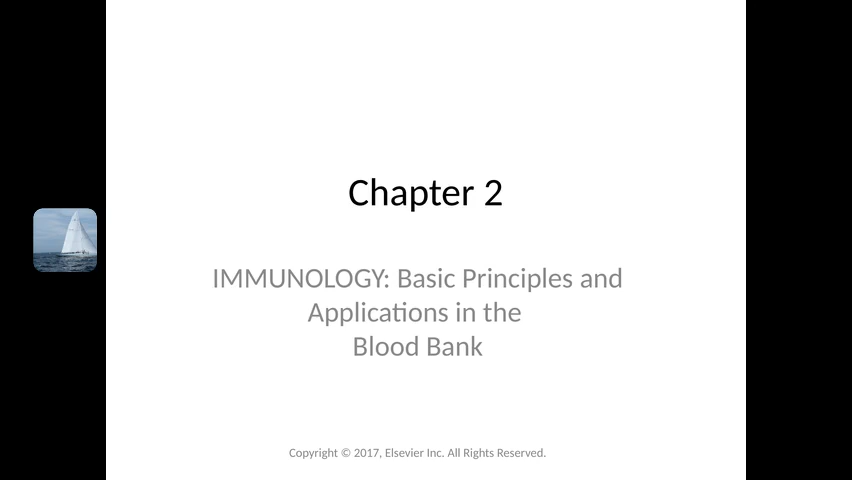 Chapter 2
IMMUNOLOGY: Basic Principles and
Applications in the
Blood Bank
Copyright © 2017, Elsevier Inc. All Rights Reserved.